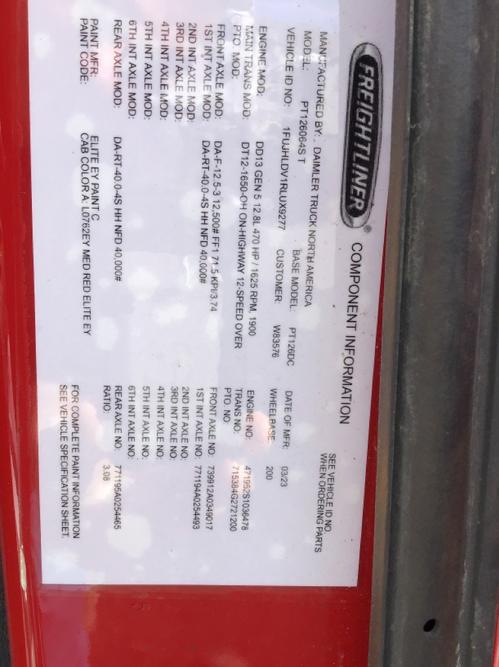 FREIGHTLINER®
COMPONENT INFORMATION
SEE VEHICLE ID NO.
WHEN ORDERING PARTS
MANUFACTURED BY: DAIMLER TRUCK NORTH AMERICA
MODEL: PT126064S T BASE MODEL: PT126DC DATE OF MFR: 03/23
VEHICLE ID NO: 1FUJHLDV1RLUX9277 CUSTOMER: W83576 WHEELBASE: 200
ENGINE MOD: DD13 GEN 5 12.8L 470 HP / 1625 RPM, 1900 ENGINE NO: 471962S1036478
MAIN TRANS MOD: DT12-1650-OH ON-HIGHWAY 12-SPEED OVER TRANS NO: 715384G2721200
PTO. MOD: PTO. NO
FRONT AXLE MOD: DA-F-12.5-3 12,500# FF1 71.5 KPI/3.74 FRONT AXLE NO: 739912A0349017
1ST INT AXLE MOD: DA-RT-40.0-4S HH NFD 40,000# 1ST INT AXLE NO: 771194A0254493
2ND INT AXLE MOD: 2ND INT AXLE NO:
3RD INT AXLE MOD: 3RD INT AXLE NO:
4TH INT AXLE MOD: 4TH INT AXLE NO:
5TH INT AXLE MOD: 5TH INT AXLE NO:
6TH INT AXLE MOD: 6TH INT AXLE NO:
REAR AXLE MOD: DA-RT-40.0-4S HH NFD 40,000# REAR AXLE NO: 771195A0254465
RATIO: 3.08
PAINT MFR: ELITE EY PAINT C
PAINT CODE: CAB COLOR A: L0762EY MED RED ELITE EY
FOR COMPLETE PAINT INFORMATION
SEE VEHICLE SPECIFICATION SHEET.